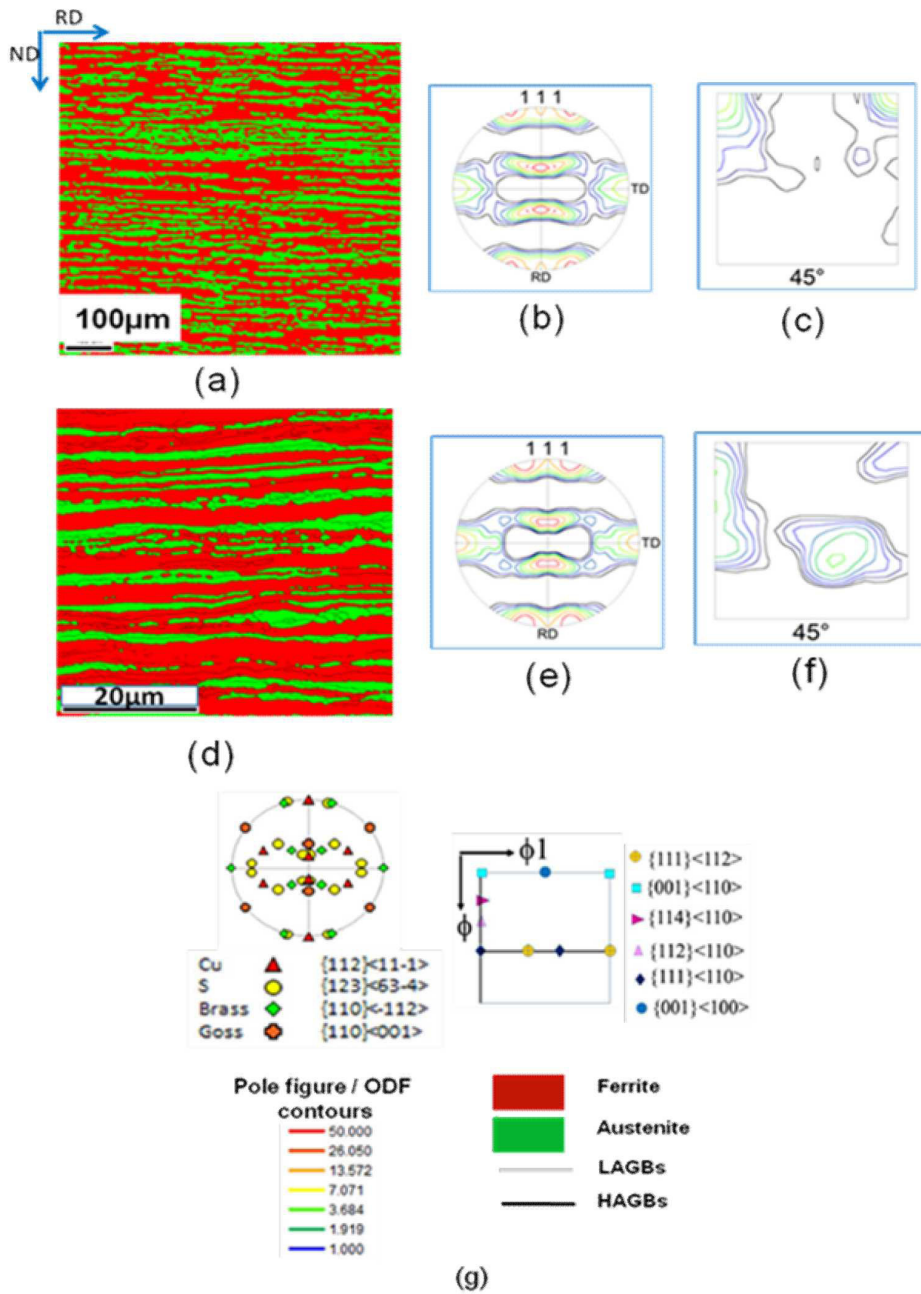 RD
ND
100µm
(a)
1 1 1
TD
RD
(b)
45°
(c)
20µm
(d)
1 1 1
TD
RD
(e)
45°
(f)
Cu {112}<11-1>
S {123}<63-4>
Brass {110}<-112>
Goss {110}<001>
ϕ1
ϕ
{111}<112>
{001}<110>
{114}<110>
{112}<110>
{111}<110>
{001}<100>
Pole figure / ODF
contours
50.000
26.050
13.572
7.071
3.684
1.919
1.000
Ferrite
Austenite
LAGBs
HAGBs
(g)